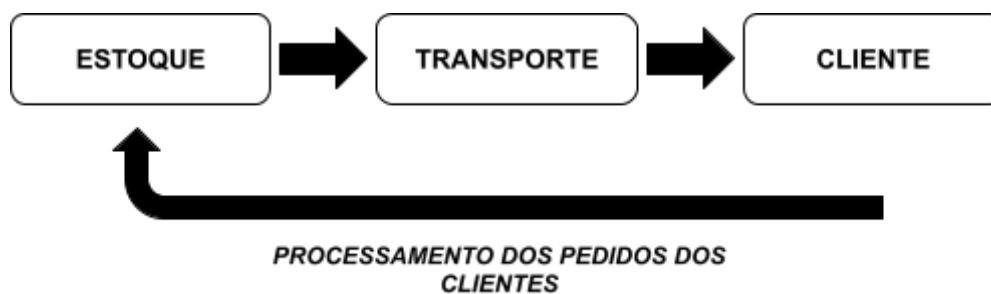 ESTOQUE
TRANSPORTE
CLIENTE
PROCESSAMENTO DOS PEDIDOS DOS
CLIENTES